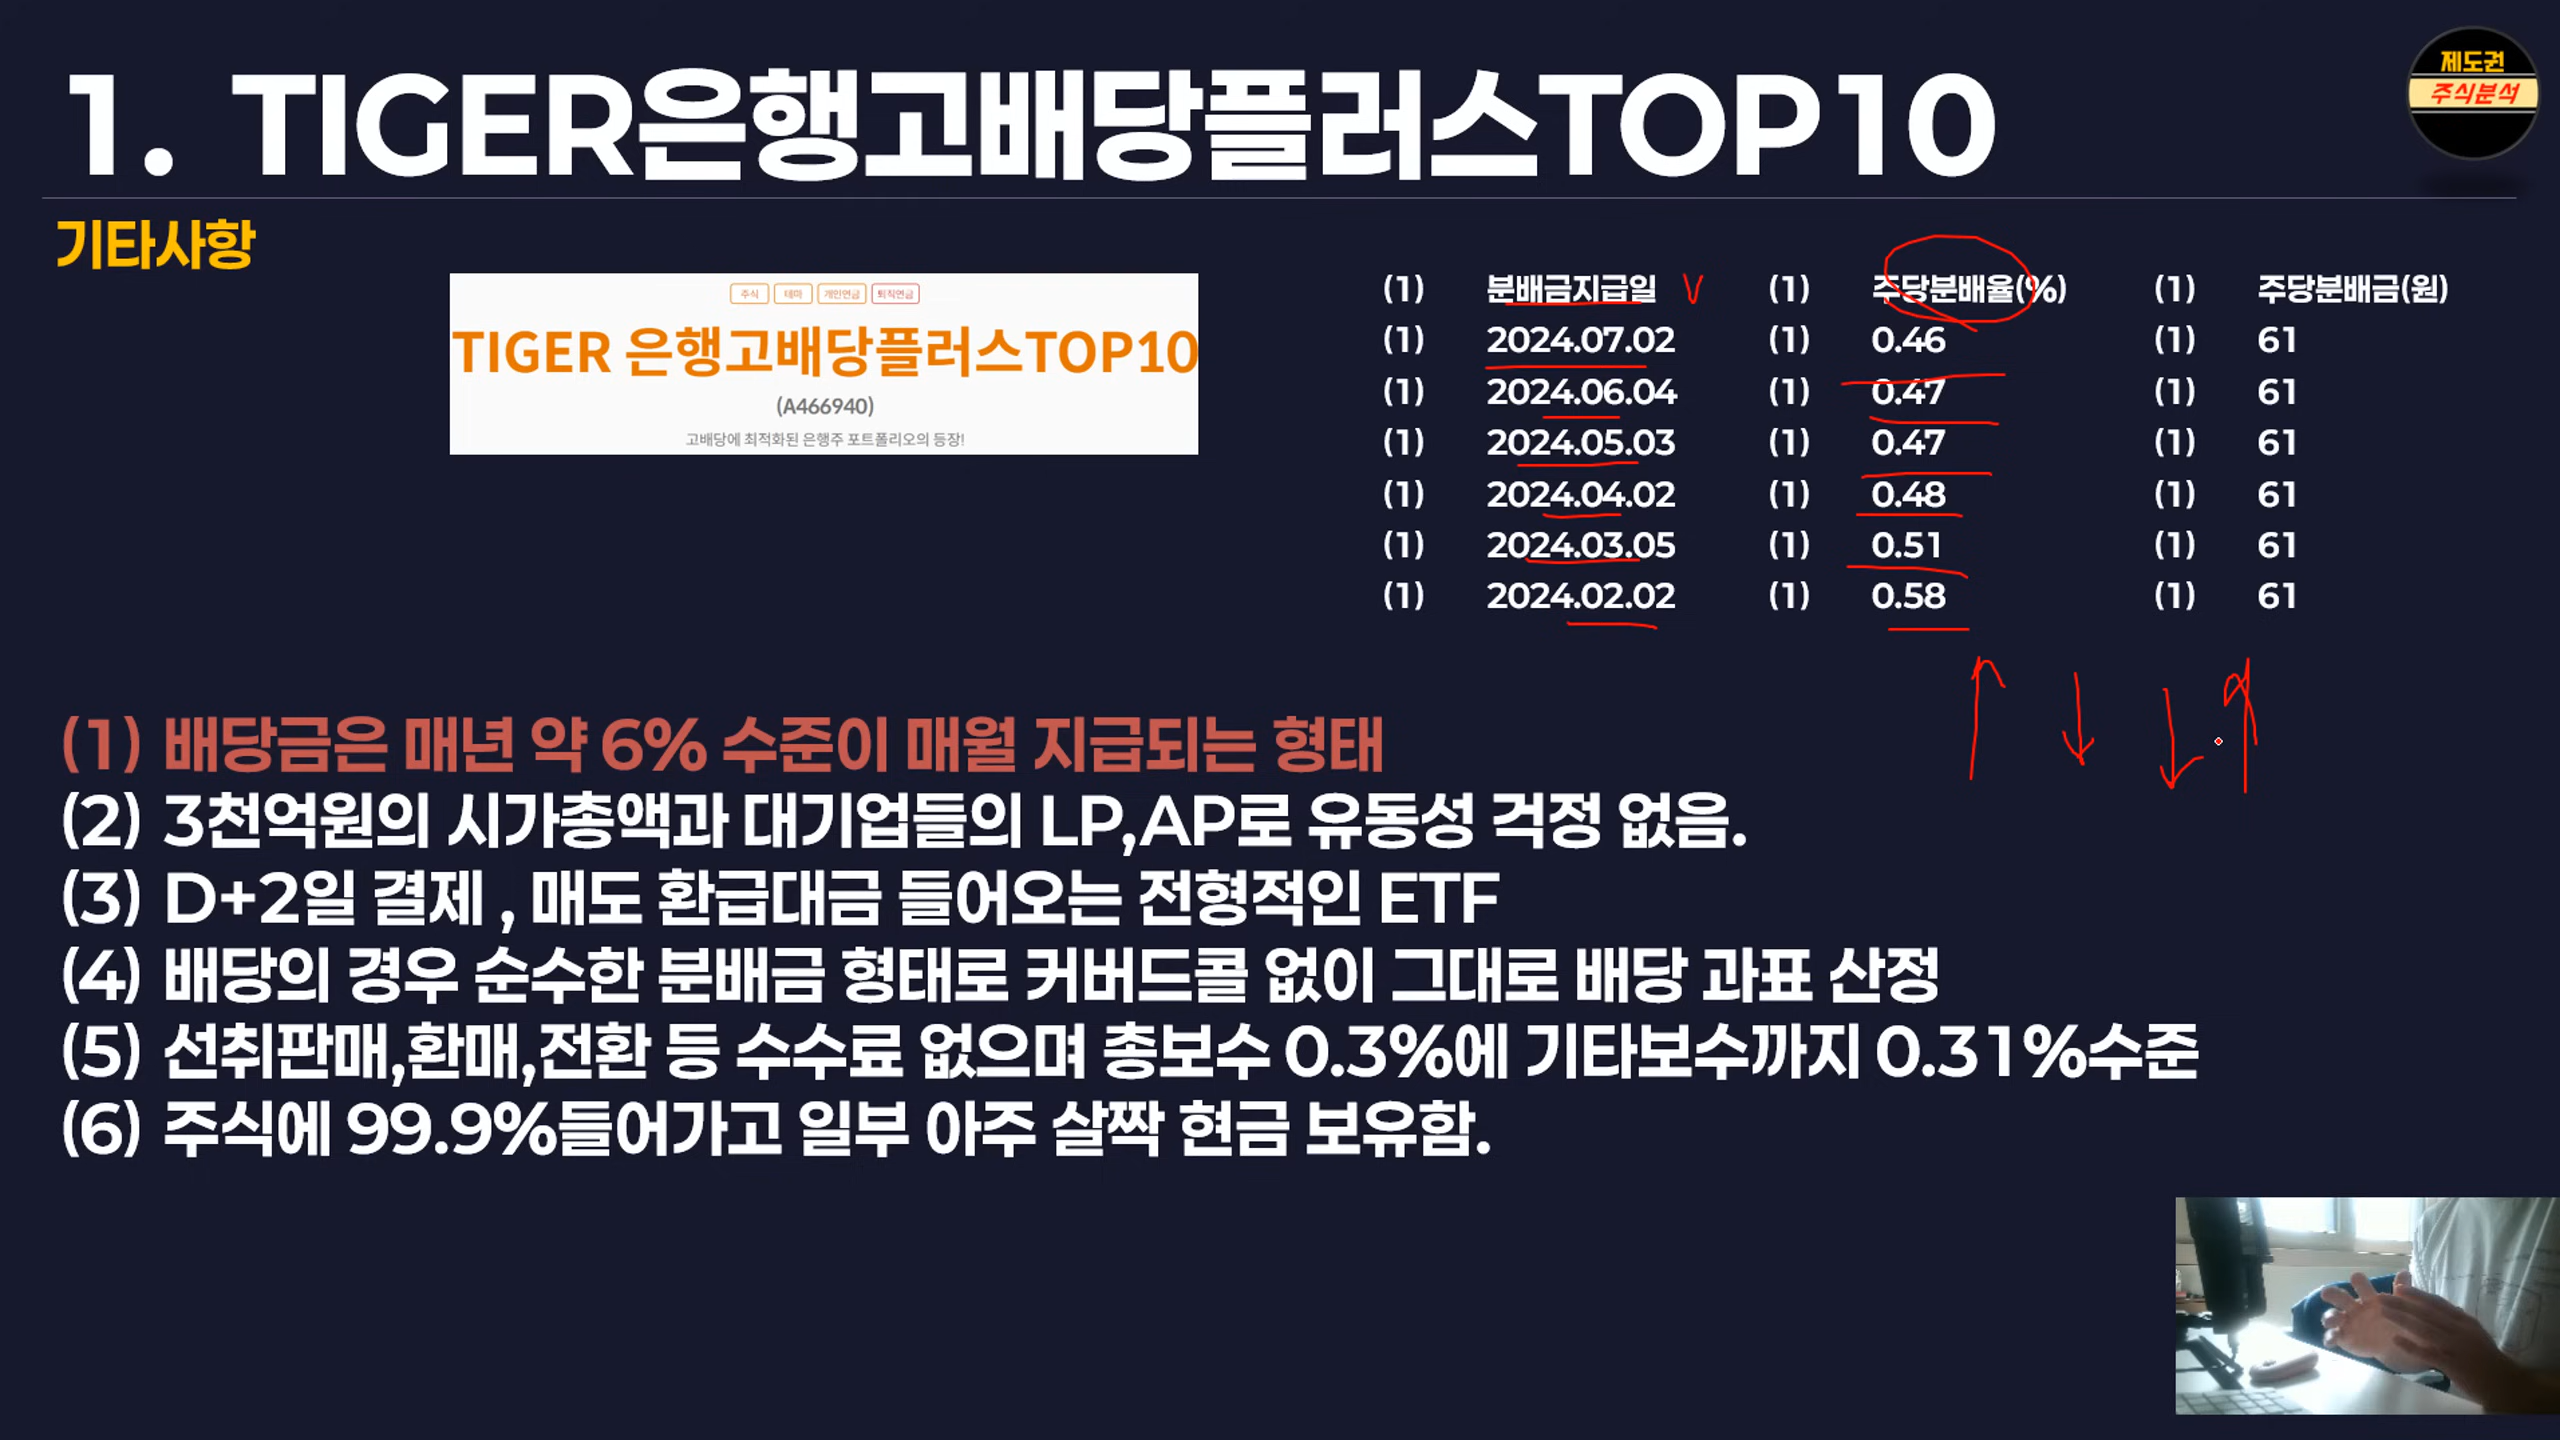 1. TIGER은행고배당플러스TOP10
제도권
주식분석
기타사항
주식 테마 개인연금 퇴직연금
TIGER 은행고배당플러스TOP10
(A466940)
고배당에 최적화된 은행주 포트폴리오의 등장!
(1) 분배금지급일 (1) 주당분배율(%) (1) 주당분배금(원)
(1) 2024.07.02 (1) 0.46 (1) 61
(1) 2024.06.04 (1) 0.47 (1) 61
(1) 2024.05.03 (1) 0.47 (1) 61
(1) 2024.04.02 (1) 0.48 (1) 61
(1) 2024.03.05 (1) 0.51 (1) 61
(1) 2024.02.02 (1) 0.58 (1) 61
(1) 배당금은 매년 약 6% 수준이 매월 지급되는 형태
(2) 3천억원의 시가총액과 대기업들의 LP,AP로 유동성 걱정 없음.
(3) D+2일 결제 , 매도 환급대금 들어오는 전형적인 ETF
(4) 배당의 경우 순수한 분배금 형태로 커버드콜 없이 그대로 배당 과표 산정
(5) 선취판매,환매,전환 등 수수료 없으며 총보수 0.3%에 기타보수까지 0.31%수준
(6) 주식에 99.9%들어가고 일부 아주 살짝 현금 보유함.